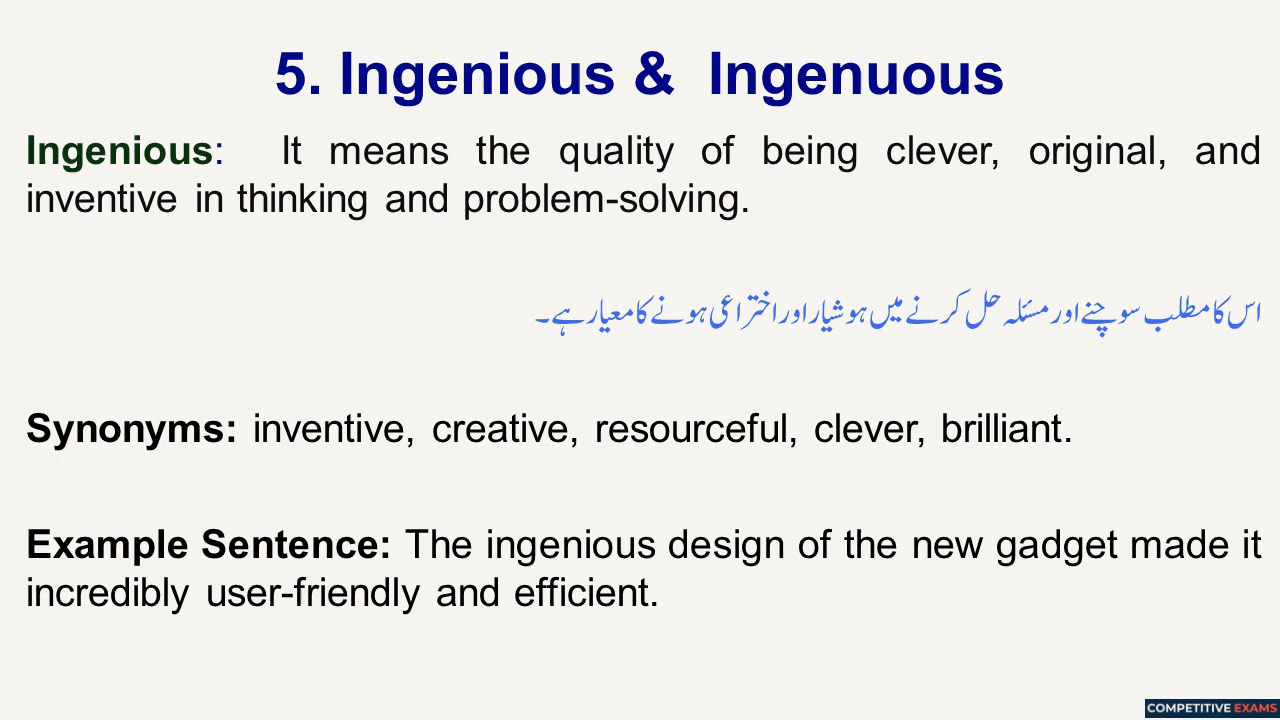 5. Ingenious & Ingenuous
Ingenious: It means the quality of being clever, original, and
inventive in thinking and problem-solving.
اس کا مطلب سوچنے اور مسئلہ حل کرنے میں ہوشیار اور اختراعی ہونے کا معیار ہے۔
Synonyms: inventive, creative, resourceful, clever, brilliant.
Example Sentence: The ingenious design of the new gadget made it
incredibly user-friendly and efficient.
COMPETITIVE EXAMS